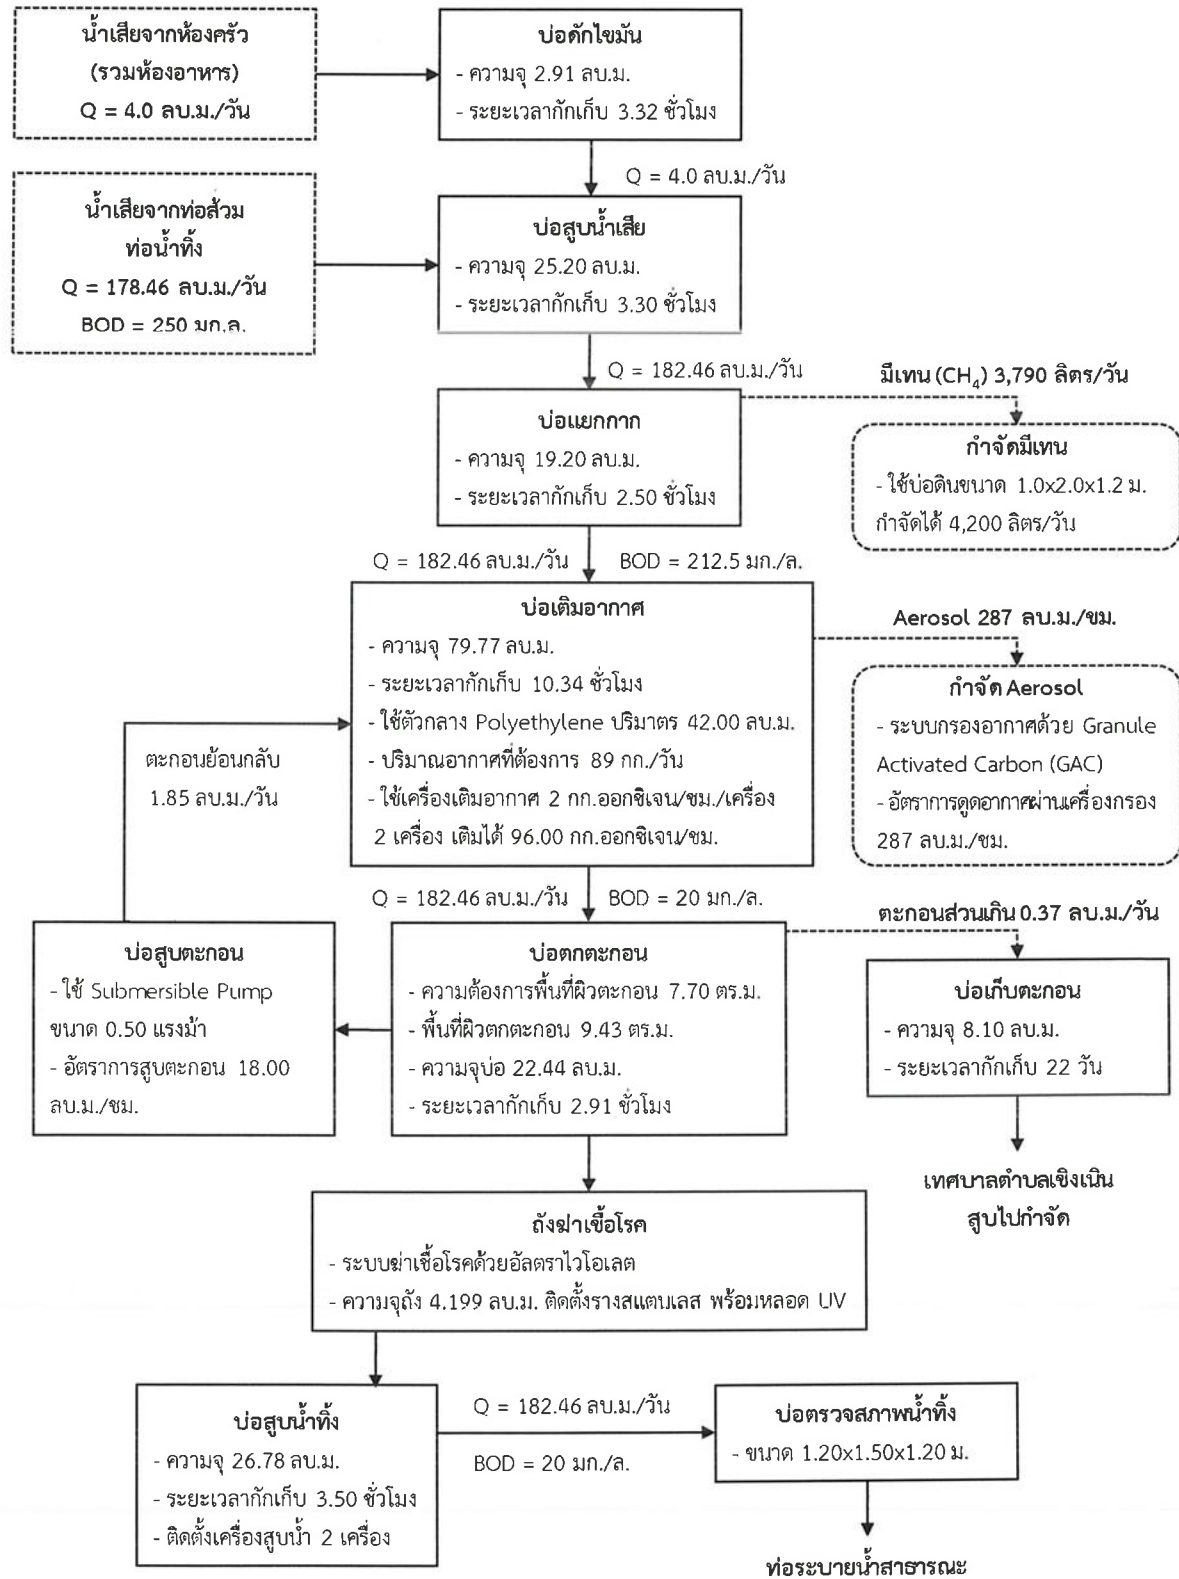 น้ำเสียจากห้องครัว
(รวมห้องอาหาร)
Q = 4.0 ลบ.ม./วัน
บ่อดักไขมัน
- ความจุ 2.91 ลบ.ม.
- ระยะเวลากักเก็บ 3.32 ชั่วโมง
Q = 4.0 ลบ.ม./วัน
น้ำเสียจากท่อส้วม
ท่อน้ำทิ้ง
Q = 178.46 ลบ.ม./วัน
BOD = 250 มก.ล.
บ่อสูบน้ำเสีย
- ความจุ 25.20 ลบ.ม.
- ระยะเวลากักเก็บ 3.30 ชั่วโมง
Q = 182.46 ลบ.ม./วัน
มีเทน (CH₄) 3,790 ลิตร/วัน
บ่อแยกกาก
- ความจุ 19.20 ลบ.ม.
- ระยะเวลากักเก็บ 2.50 ชั่วโมง
กำจัดมีเทน
- ใช้บ่อดินขนาด 1.0x2.0x1.2 ม.
กำจัดได้ 4,200 ลิตร/วัน
Q = 182.46 ลบ.ม./วัน BOD = 212.5 มก./ล.
บ่อเติมอากาศ
- ความจุ 79.77 ลบ.ม.
- ระยะเวลากักเก็บ 10.34 ชั่วโมง
- ใช้ตัวกลาง Polyethylene ปริมาตร 42.00 ลบ.ม.
- ปริมาณอากาศที่ต้องการ 89 กก./วัน
- ใช้เครื่องเติมอากาศ 2 กก.ออกซิเจน/ชม./เครื่อง
2 เครื่อง เติมได้ 96.00 กก.ออกซิเจน/ชม.
Aerosol 287 ลบ.ม./ขม.
กำจัด Aerosol
- ระบบกรองอากาศด้วย Granule
Activated Carbon (GAC)
- อัตราการดูดอากาศผ่านเครื่องกรอง
287 ลบ.ม./ชม.
ตะกอนย้อนกลับ
1.85 ลบ.ม./วัน
Q = 182.46 ลบ.ม./วัน BOD = 20 มก./ล.
ตะกอนส่วนเกิน 0.37 ลบ.ม./วัน
บ่อสูบตะกอน
- ใช้ Submersible Pump
ขนาด 0.50 แรงม้า
- อัตราการสูบตะกอน 18.00
ลบ.ม./ชม.
บ่อตกตะกอน
- ความต้องการพื้นที่ผิวตะกอน 7.70 ตร.ม.
- พื้นที่ผิวตกตะกอน 9.43 ตร.ม.
- ความจุบ่อ 22.44 ลบ.ม.
- ระยะเวลากักเก็บ 2.91 ชั่วโมง
บ่อเก็บตะกอน
- ความจุ 8.10 ลบ.ม.
- ระยะเวลากักเก็บ 22 วัน
เทศบาลตำบลเชิงเนิน
สูบไปกำจัด
ถังฆ่าเชื้อโรค
- ระบบฆ่าเชื้อโรคด้วยอัลตราไวโอเลต
- ความจุถัง 4.199 ลบ.ม. ติดตั้งรางสแตนเลส พร้อมหลอด UV
บ่อสูบน้ำทิ้ง
- ความจุ 26.78 ลบ.ม.
- ระยะเวลากักเก็บ 3.50 ชั่วโมง
- ติดตั้งเครื่องสูบน้ำ 2 เครื่อง
Q = 182.46 ลบ.ม./วัน
BOD = 20 มก./ล.
บ่อตรวจสภาพน้ำทิ้ง
- ขนาด 1.20x1.50x1.20 ม.
ท่อระบายน้ำสาธารณะ